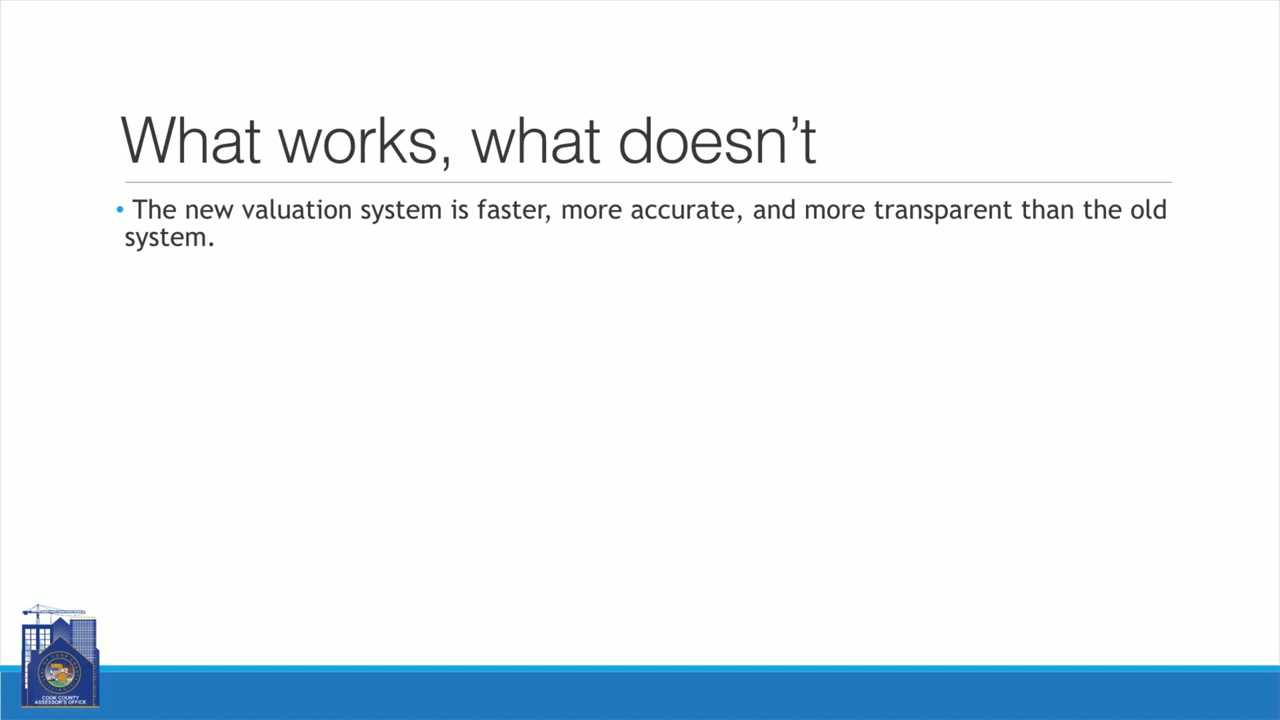 What works, what doesn’t
• The new valuation system is faster, more accurate, and more transparent than the old
system.
COOK COUNTY
ASSESSOR'S OFFICE